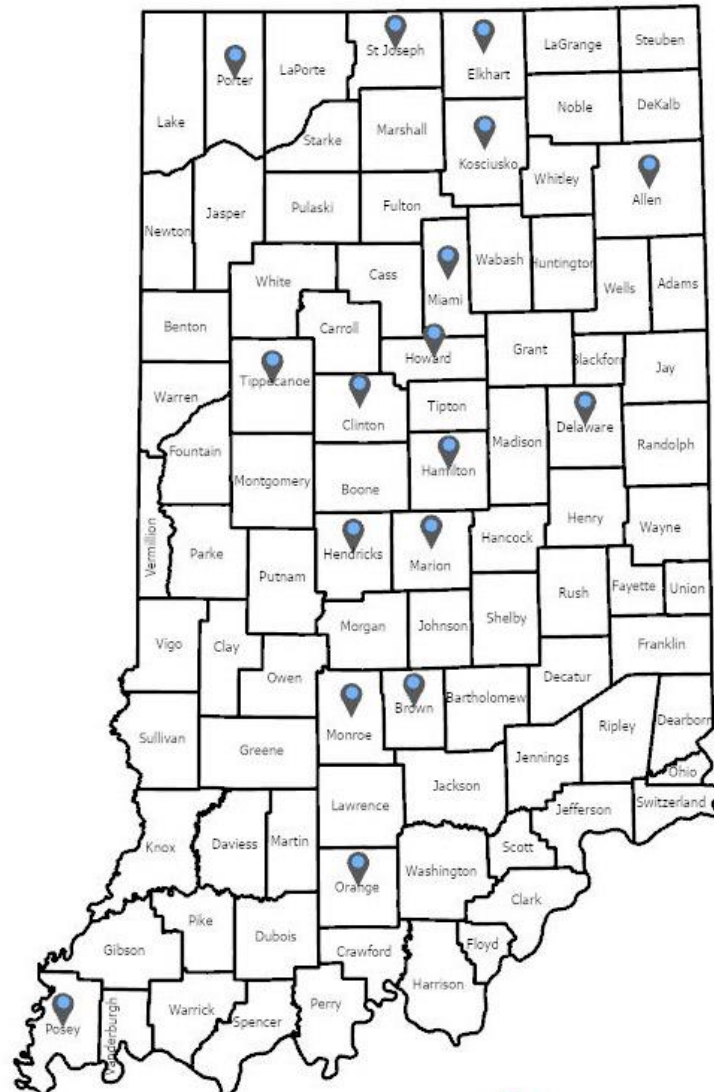 Steuben
LaGrange
St Joseph
Elkhart
Porter
LaPorte
DeKalb
Noble
Lake
Marshall
Starke
Kosciusko
Whitley
Allen
Pulaski
Fulton
Jasper
Newton
Wabash
Huntington
Cass
White
Adams
Wells
Miami
Benton
Carroll
Grant
Howard
Blackford
Jay
Tippecanoe
Warren
Tipton
Clinton
Delaware
Madison
Randolph
Fountain
Hamilton
Montgomery
Boone
Henry
Wayne
Hancock
Vermillion
Parke
Hendricks
Marion
Putnam
Fayette
Union
Rush
Shelby
Morgan
Johnson
Franklin
Vigo
Clay
Owen
Decatur
Bartholomew
Brown
Monroe
Ripley
Dearborn
Sullivan
Greene
Jennings
Ohio
Jackson
Switzerland
Lawrence
Jefferson
Knox
Daviess
Martin
Scott
Washington
Orange
Clark
Pike
Dubois
Floyd
Gibson
Crawford
Harrison
Perry
Warrick
Spencer
Posey
Vanderburgh